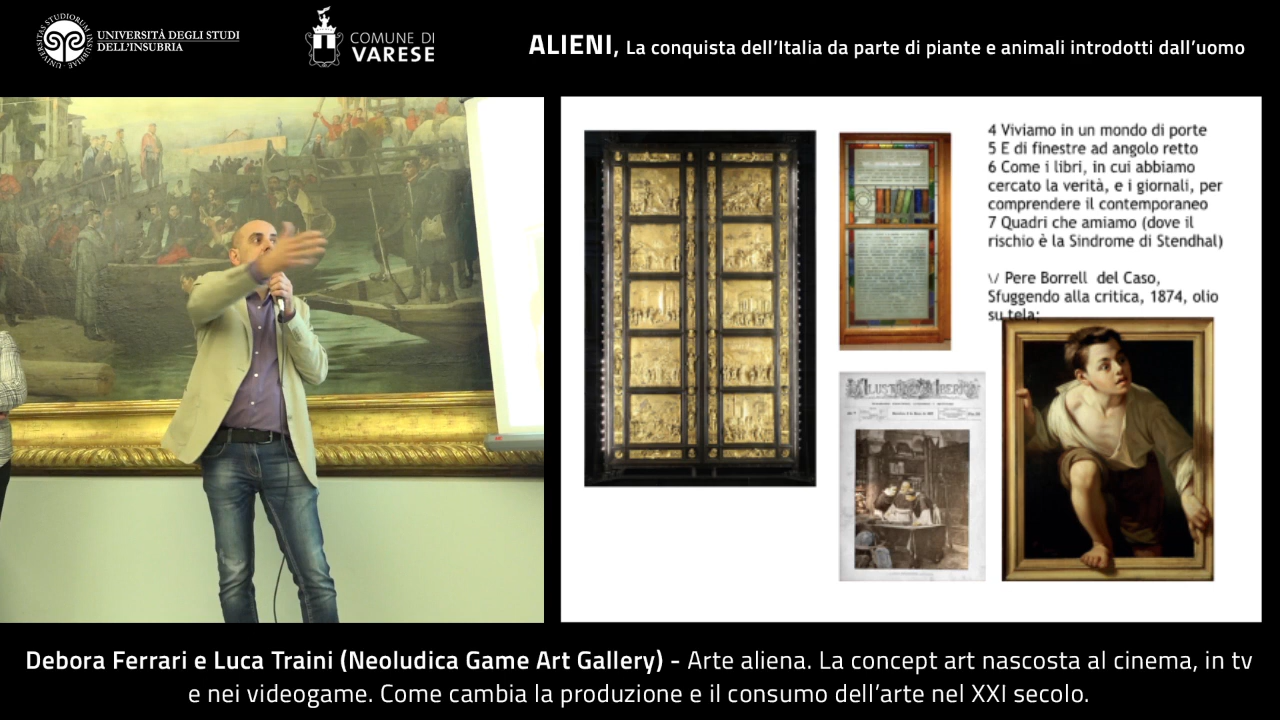 UNIVERSITÀ DEGLI STUDI
DELL'INSUBRIA
COMUNE DI
VARESE
ALIENI, La conquista dell'Italia da parte di piante e animali introdotti dall'uomo
4 Viviamo in un mondo di porte
5 E di finestre ad angolo retto
6 Come i libri, in cui abbiamo
cercato la verità, e i giornali, per
comprendere il contemporaneo
7 Quadri che amiamo (dove il
rischio è la Sindrome di Stendhal)
\/ Pere Borrell del Caso,
Sfuggendo alla critica, 1874, olio
su tela;
Debora Ferrari e Luca Traini (Neoludica Game Art Gallery) - Arte aliena. La concept art nascosta al cinema, in tv
e nei videogame. Come cambia la produzione e il consumo dell'arte nel XXI secolo.